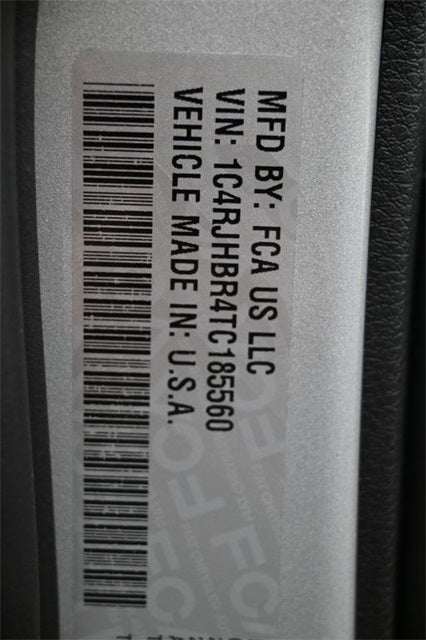 MFD BY: FCA US LLC
VIN: 1C4RJHBR4TC185560
VEHICLE MADE IN: U.S.A.